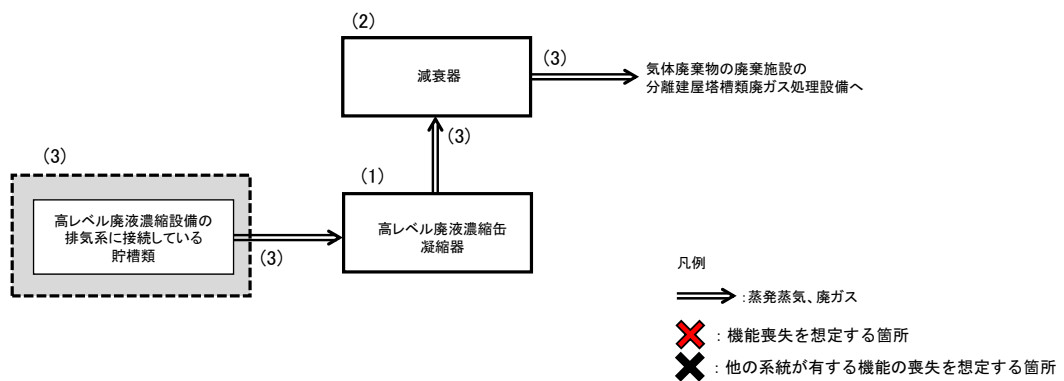 (2)
減衰器
(3)
気体廃棄物の廃棄施設の
分離建屋塔槽類廃ガス処理設備へ
(3)
(3)
(1)
高レベル廃液濃縮設備の
排気系に接続している
貯槽類
(3)
高レベル廃液濃縮缶
凝縮器
凡例
：蒸発蒸気、廃ガス
：機能喪失を想定する箇所
：他の系統が有する機能の喪失を想定する箇所